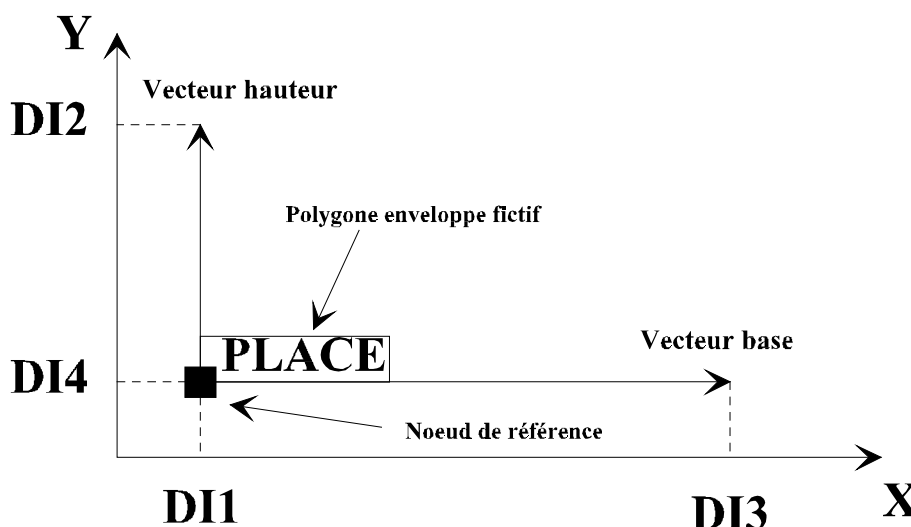 Y
Vecteur hauteur
DI2
Polygone enveloppe fictif
PLACE
Vecteur base
DI4
Noeud de référence
DI1
DI3
X